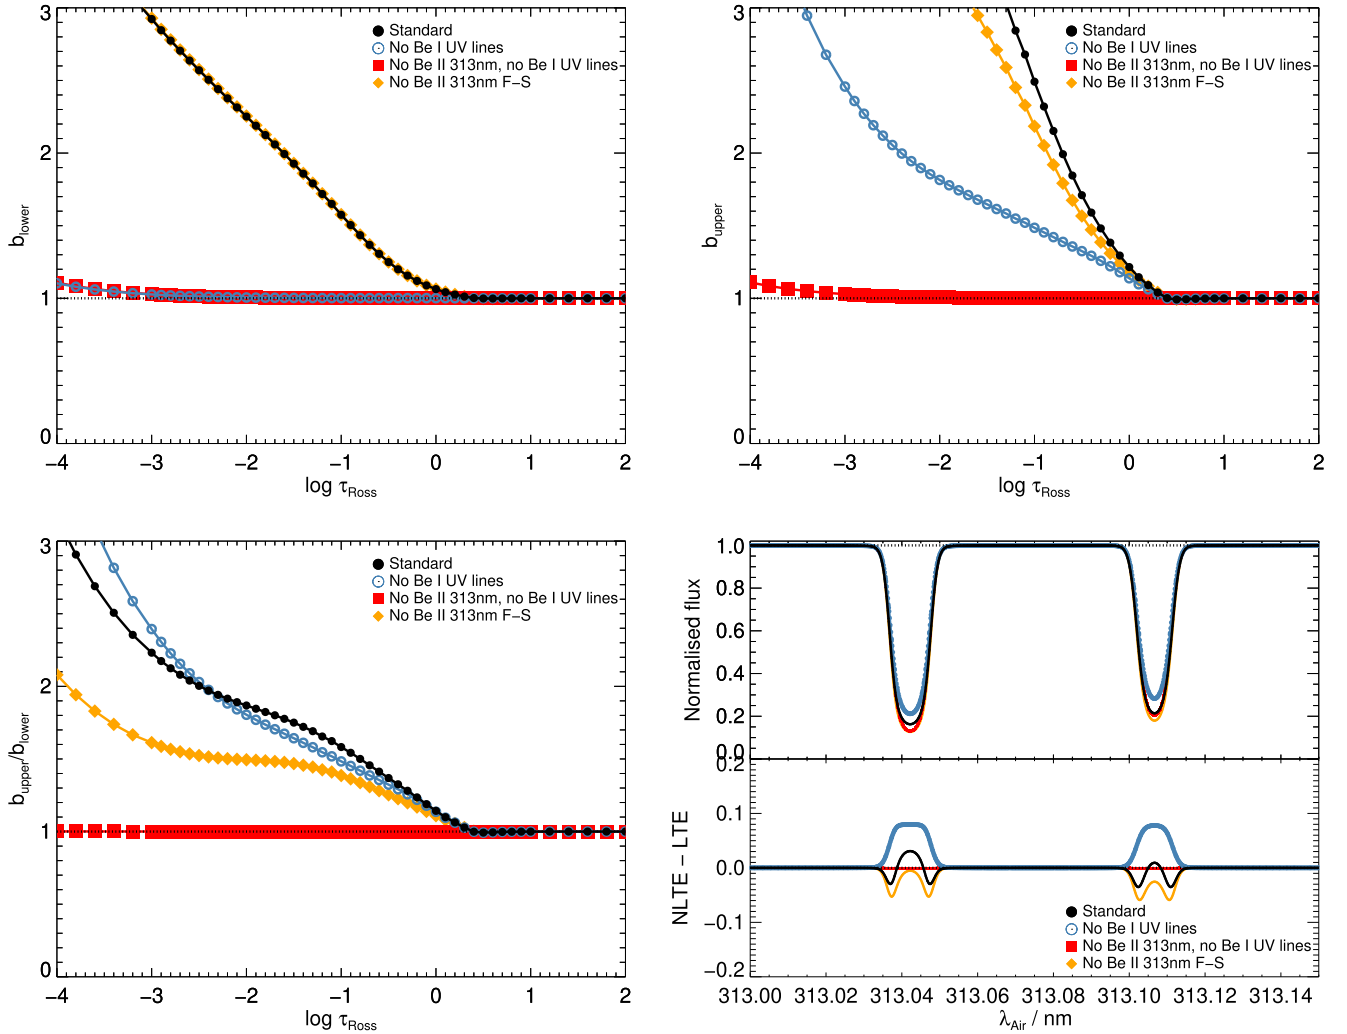 3
2
1
0
b_lower
Standard
No Be I UV lines
No Be II 313nm, no Be I UV lines
No Be II 313nm F−S
−4 −3 −2 −1 0 1 2
log τ_Ross
3
2
1
0
b_upper
Standard
No Be I UV lines
No Be II 313nm, no Be I UV lines
No Be II 313nm F−S
−4 −3 −2 −1 0 1 2
log τ_Ross
3
2
1
0
b_upper/b_lower
Standard
No Be I UV lines
No Be II 313nm, no Be I UV lines
No Be II 313nm F−S
−4 −3 −2 −1 0 1 2
log τ_Ross
1.0
0.8
0.6
0.4
0.2
0.0
Normalised flux
0.2
0.1
0.0
−0.1
−0.2
NLTE − LTE
Standard
No Be I UV lines
No Be II 313nm, no Be I UV lines
No Be II 313nm F−S
313.00 313.02 313.04 313.06 313.08 313.10 313.12 313.14
λ_Air / nm